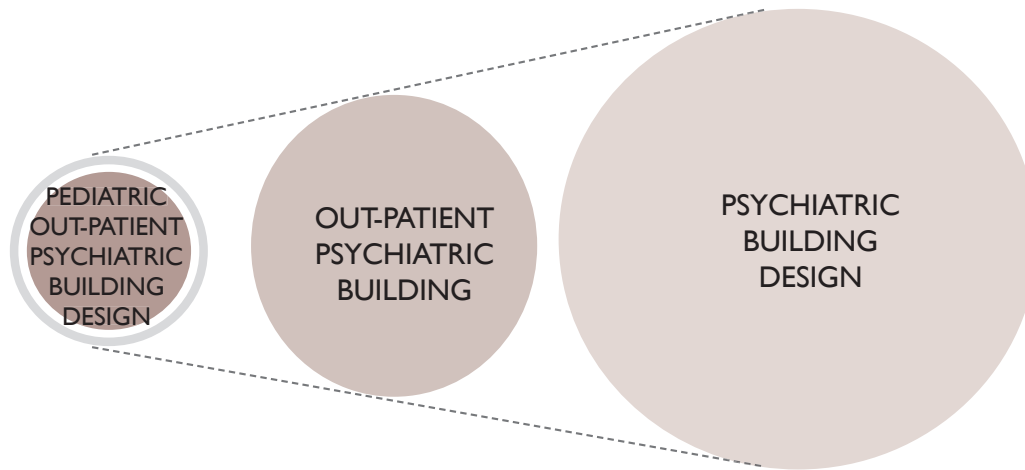 PEDIATRIC
OUT-PATIENT
PSYCHIATRIC
BUILDING
DESIGN
OUT-PATIENT
PSYCHIATRIC
BUILDING
PSYCHIATRIC
BUILDING
DESIGN